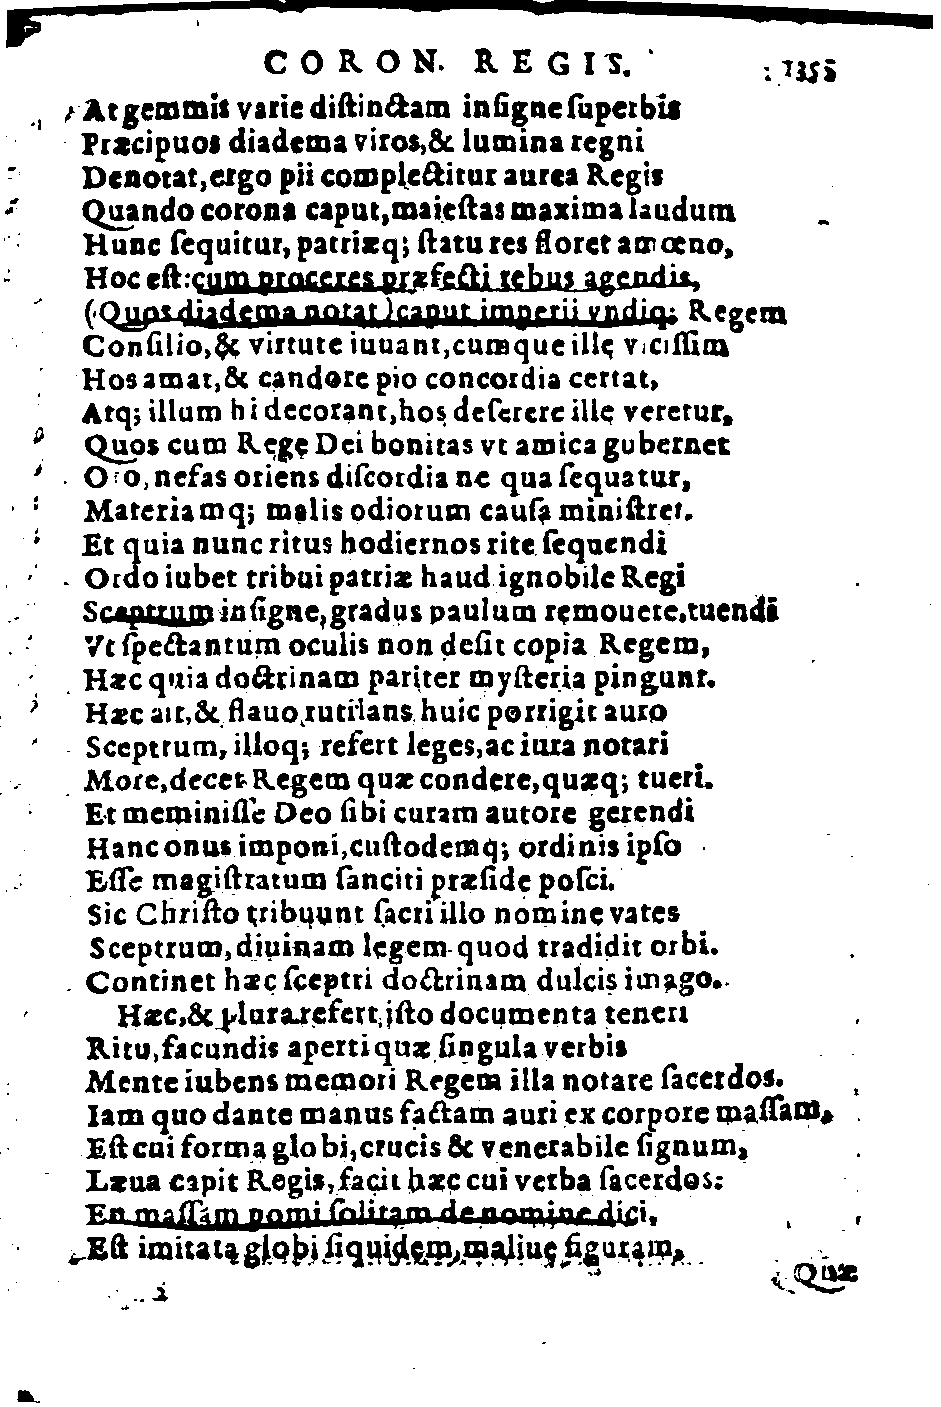 CORON. REGIS. 1355
At gemmis varie distinctam insigne superbis
Præcipuos diadema viros,& lumina regni
Denotat,ergo pii complectitur aurea Regis
Quando corona caput,maiestas maxima laudum
Hunc sequitur, patriæq; statu res floret amœno,
Hoc est:cum proceres præfecti rebus agendis,
(Quos diadema notat)caput imperii vndiq; Regem
Consilio,& virtute iuuant,cumque ille vicissim
Hos amat,& candore pio concordia certat,
Atq; illum hi decorant,hos deserere ille veretur,
Quos cum Rege Dei bonitas vt amica gubernet
Oro,nefas oriens discordia ne qua sequatur,
Materiamq; malis odiorum causa ministret.
Et quia nunc ritus hodiernos rite sequendi
Ordo iubet tribui patriæ haud ignobile Regi
Sceptrum insigne,gradus paulum remouere,tuendi
Vt spectantum oculis non desit copia Regem,
Hæc quia doctrinam pariter mysteria pingunt.
Hæc ait,& flauo rutilans huic porrigit auro
Sceptrum, illoq; refert leges,ac iura notari
More,decet Regem quæ condere,quæq; tueri.
Et meminisse Deo sibi curam autore gerendi
Hanc onus imponi,custodemq; ordinis ipso
Esse magistratum sanciti præside posci.
Sic Christo tribuunt sacri illo nomine vates
Sceptrum,diuinam legem quod tradidit orbi.
Continet hæc sceptri doctrinam dulcis imago.
Hæc,& plura refert,isto documenta teneri
Ritu,facundis aperti quæ singula verbis
Mente iubens memori Regem illa notare sacerdos.
Iam quo dante manus factam auri ex corpore massam,
Est cui forma globi,crucis & venerabile signum,
Læua capit Regis,facit hæc cui verba sacerdos:
En massam pomi solitam de nomine dici,
Est imitata globi siquidem,maliue figuram,
Quæ